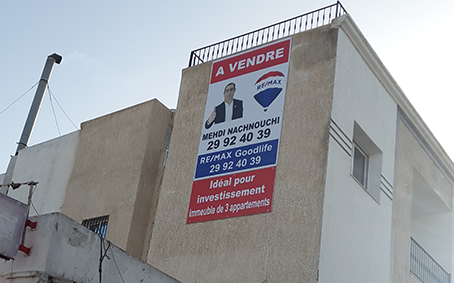 A VENDRE
RE/MAX
MEHDI NACHNOUCHI
29 92 40 39
RE/MAX Goodlife
29 92 40 39
Idéal pour
investissement
Immeuble de 3 appartements